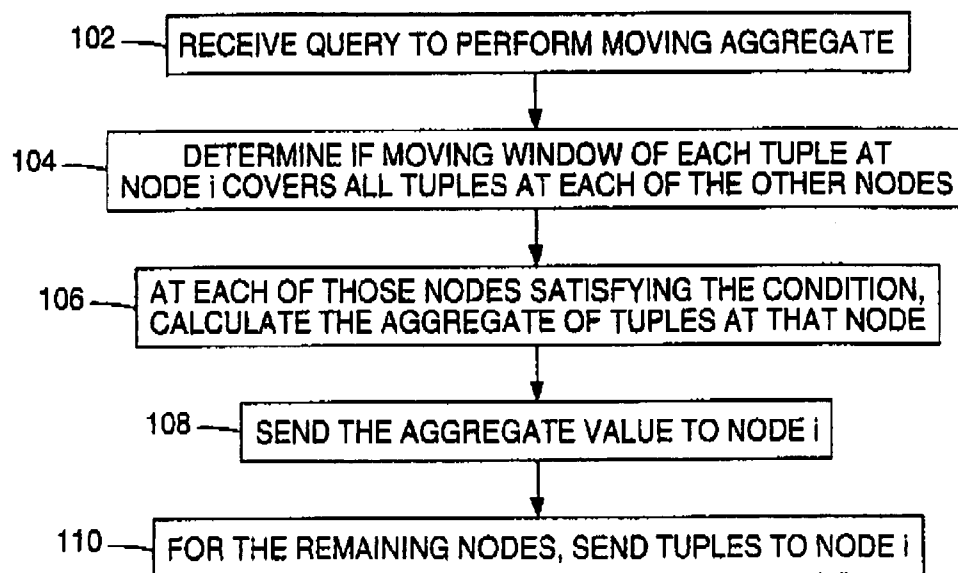 102 RECEIVE QUERY TO PERFORM MOVING AGGREGATE
104 DETERMINE IF MOVING WINDOW OF EACH TUPLE AT
NODE i COVERS ALL TUPLES AT EACH OF THE OTHER NODES
106 AT EACH OF THOSE NODES SATISFYING THE CONDITION,
CALCULATE THE AGGREGATE OF TUPLES AT THAT NODE
108 SEND THE AGGREGATE VALUE TO NODE i
110 FOR THE REMAINING NODES, SEND TUPLES TO NODE i